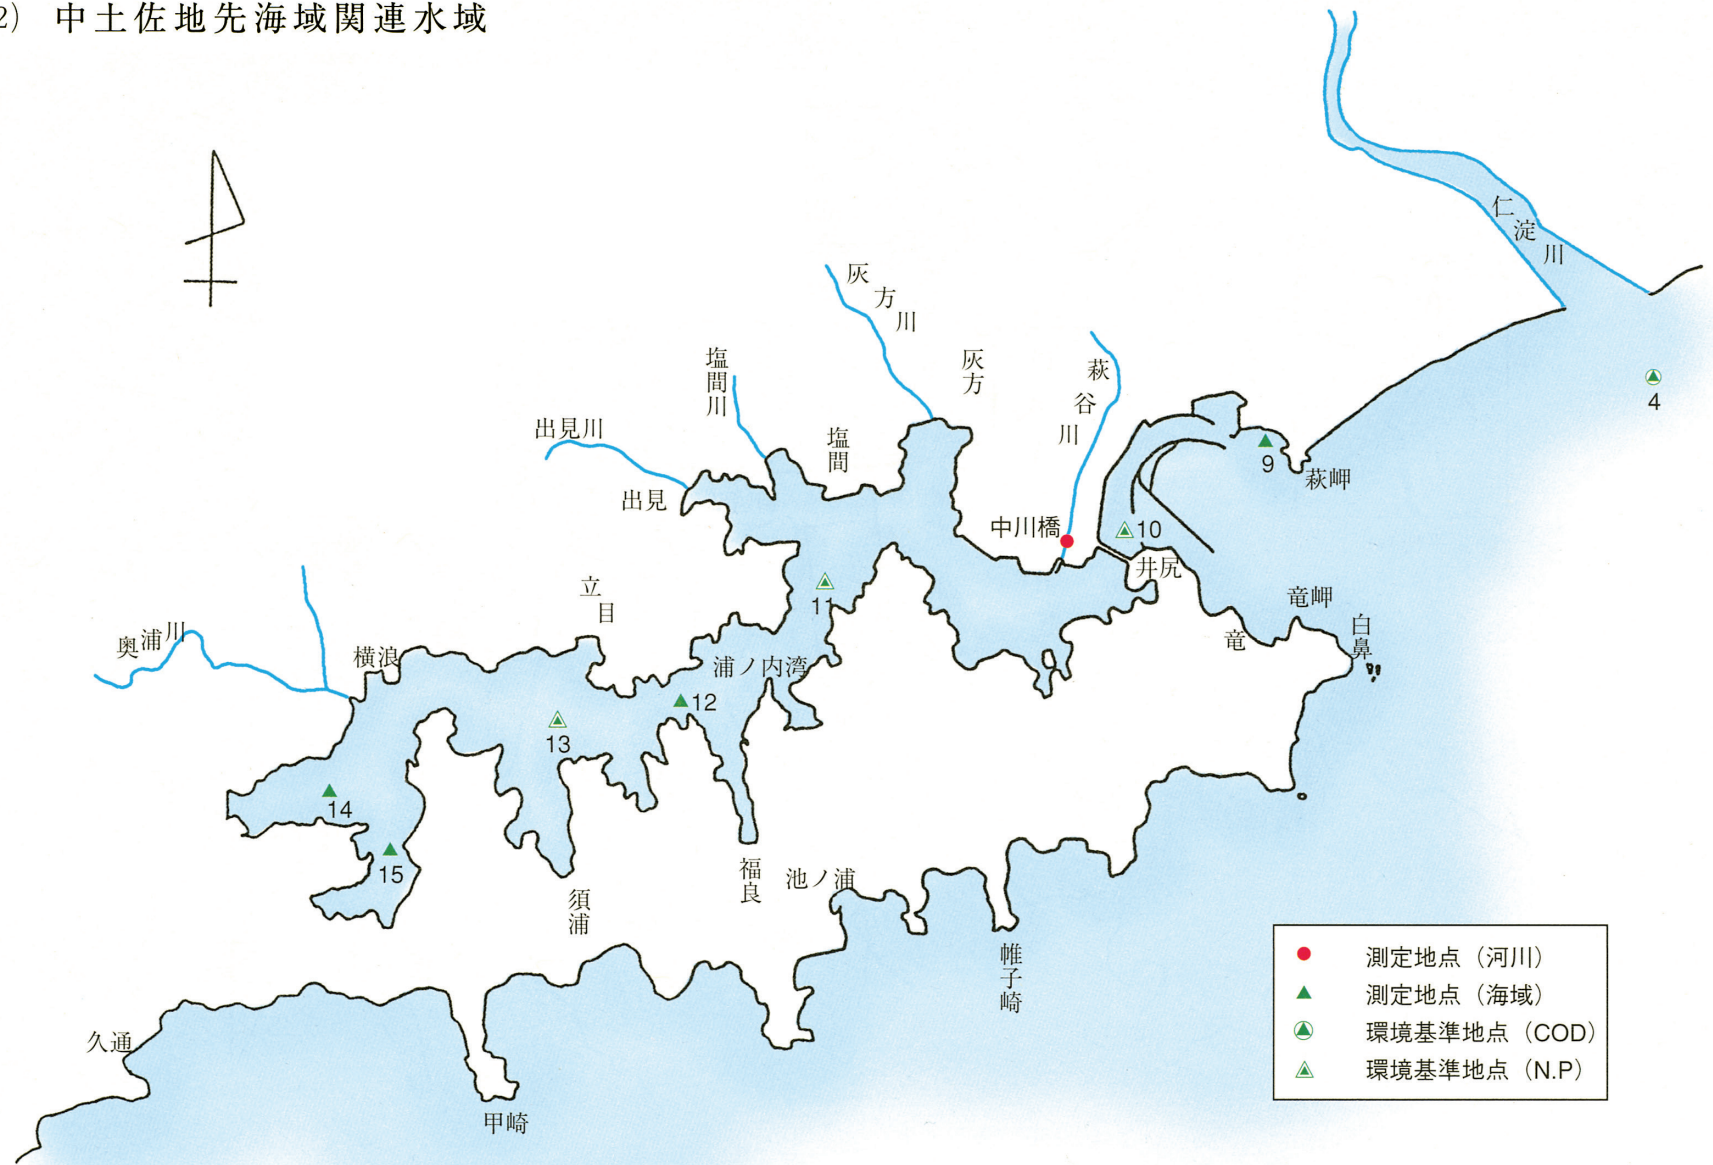 2) 中土佐地先海域関連水域
仁淀川
灰方川
灰方
塩間川
塩間
萩谷川
出見川
出見
4
9
萩岬
中川橋
10
井尻
11
立目
竜岬
白鼻
竜
奥浦川
横浪
浦ノ内湾
12
13
14
15
福良
池ノ浦
須浦
帷子崎
久通
甲崎
測定地点（河川）
測定地点（海域）
環境基準地点（COD）
環境基準地点（N.P）